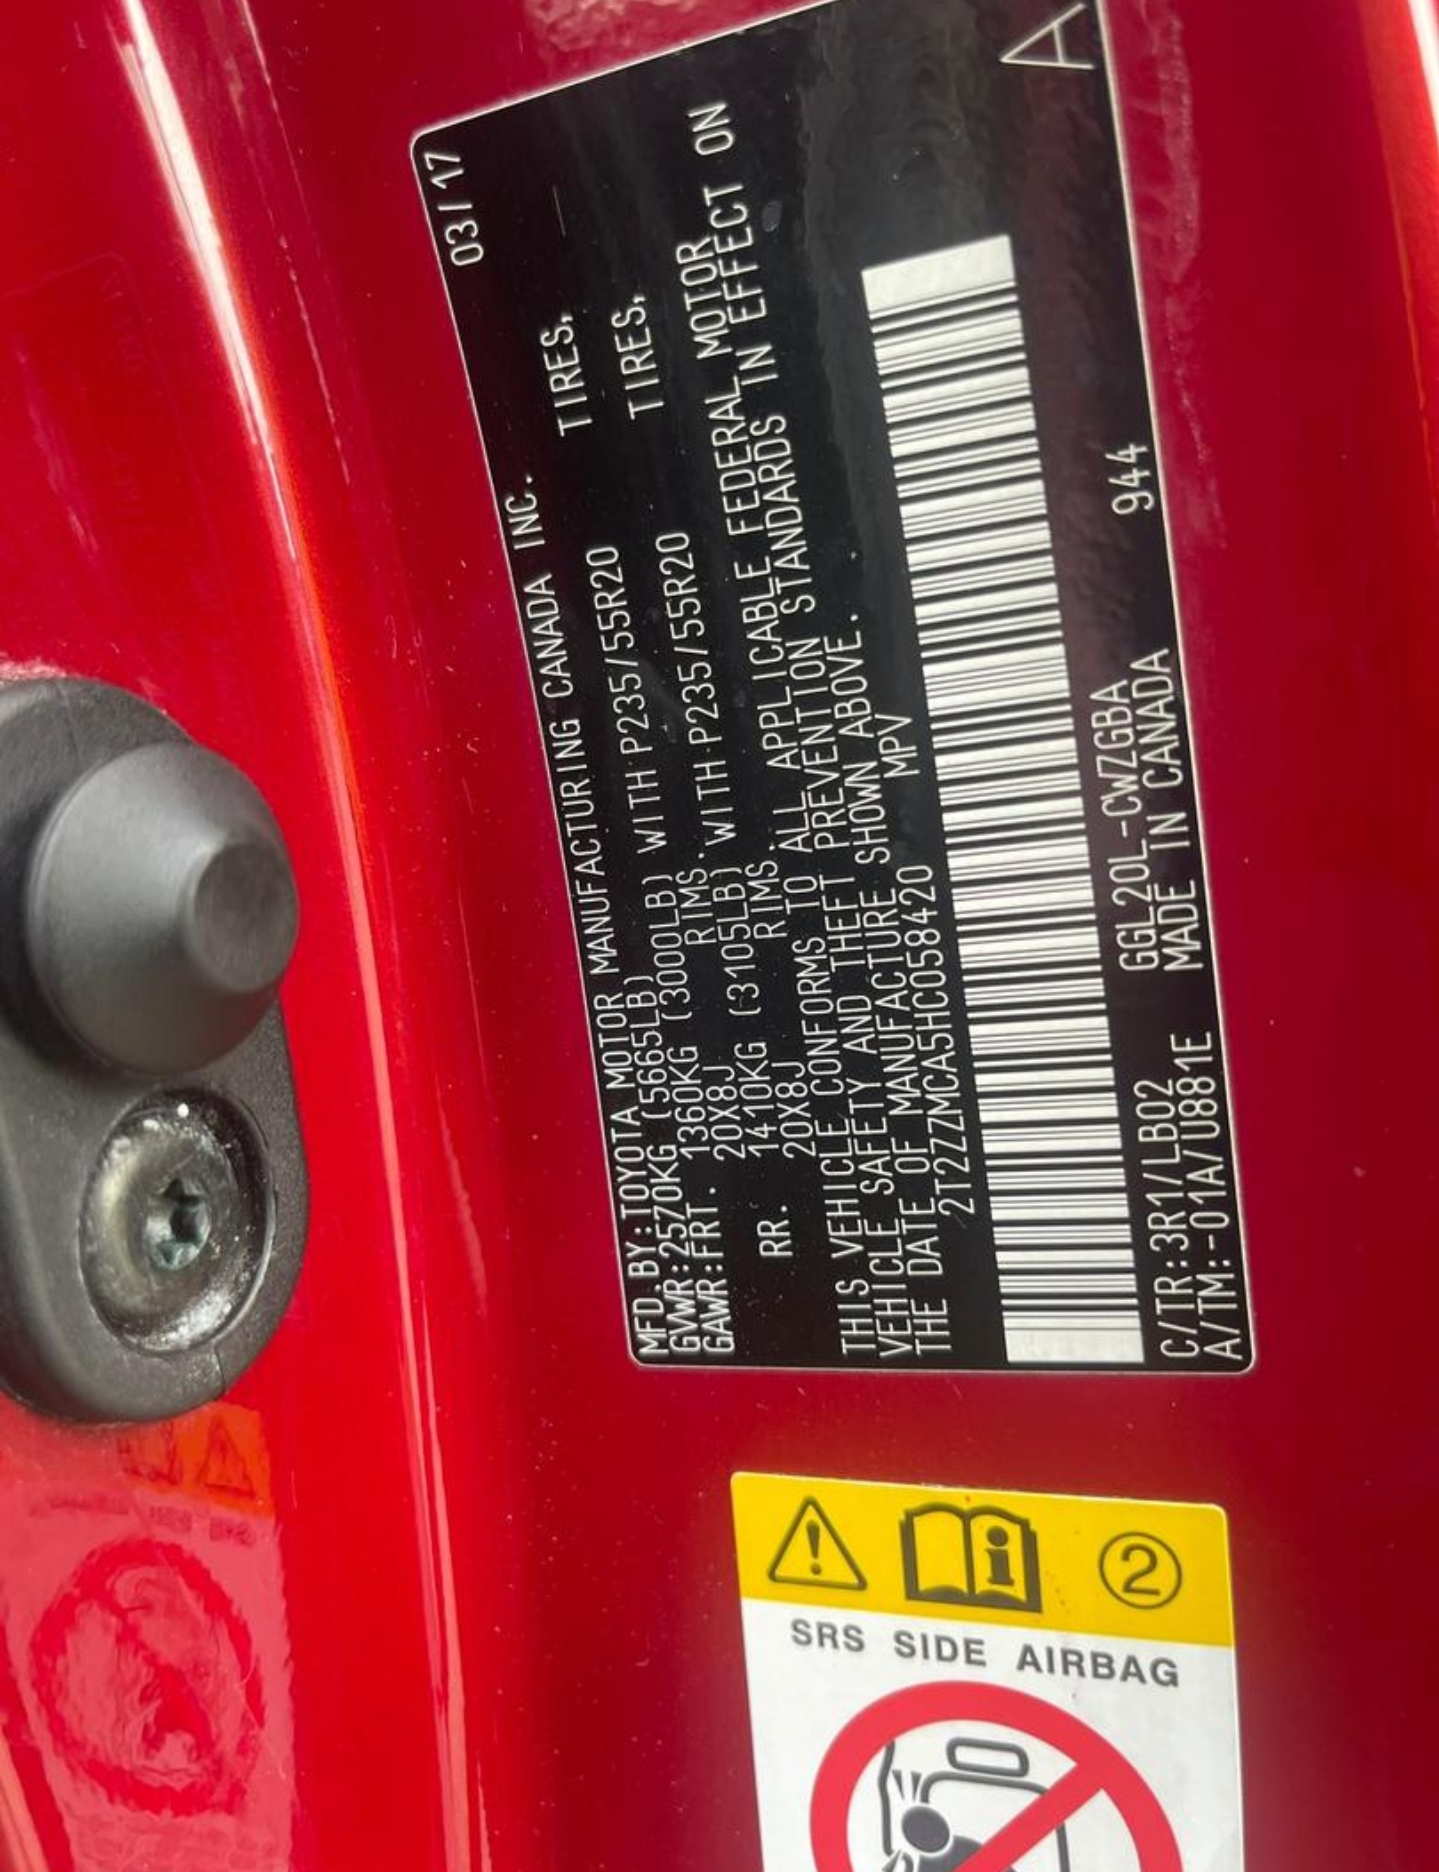 03/17
MFD.BY:TOYOTA MOTOR MANUFACTURING CANADA INC.
GVWR:2570KG (5665LB)
GAWR:FRT. 1360KG (3000LB) WITH P235/55R20 TIRES,
20X8J RIMS.
RR. 1410KG (3105LB) WITH P235/55R20 TIRES,
20X8J RIMS.
THIS VEHICLE CONFORMS TO ALL APPLICABLE FEDERAL MOTOR
VEHICLE SAFETY AND THEFT PREVENTION STANDARDS IN EFFECT ON
THE DATE OF MANUFACTURE SHOWN ABOVE.
2T2ZZMCA5HC058420 MPV
C/TR:3R1/LB02 GGL20L-CWZGBA 944
A/TM:-01A/U881E MADE IN CANADA
A
2
SRS SIDE AIRBAG